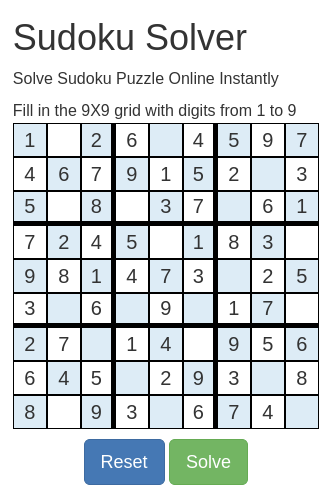 Sudoku Solver
Solve Sudoku Puzzle Online Instantly
Fill in the 9X9 grid with digits from 1 to 9
1 2 6 4 5 9 7
4 6 7 9 1 5 2 3
5 8 3 7 6 1
7 2 4 5 1 8 3
9 8 1 4 7 3 2 5
3 6 9 1 7
2 7 1 4 9 5 6
6 4 5 2 9 3 8
8 9 3 6 7 4
Reset Solve